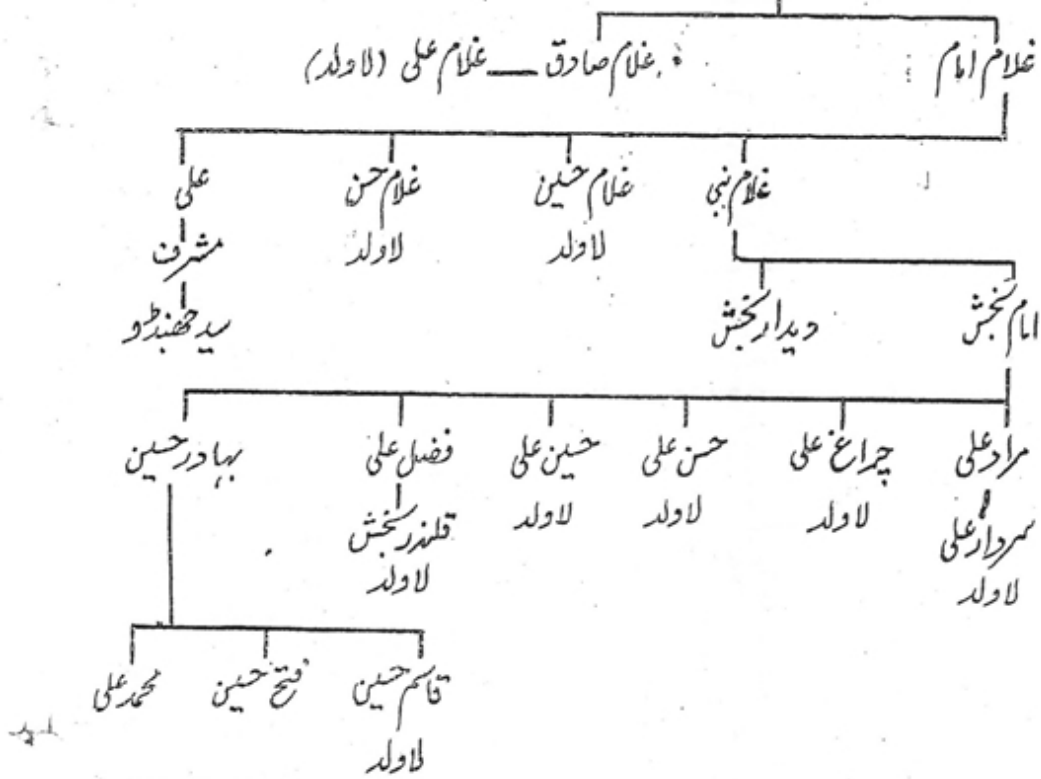 غلام امام غلام صادق — غلام علی (لاولد)
غلام نبی غلام حسین غلام حسن علی
لاولد لاولد مشرف
امام بخش دیدار بخش سید جھنڈو
مراد علی چراغ علی حسن علی حسین علی فضل علی بہادر حسین
سردار علی لاولد لاولد لاولد قلندر بخش
لاولد لاولد
قاسم حسین فتح حسین محمد علی
لاولد